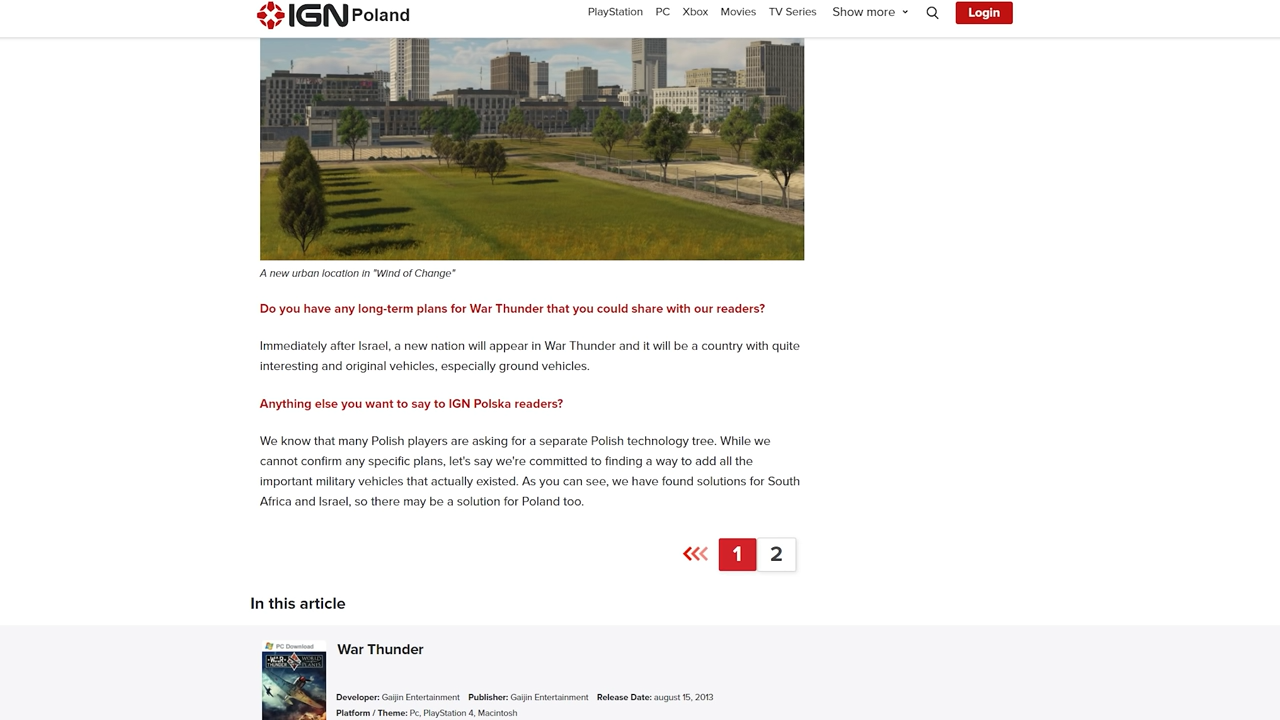 IGN Poland
PlayStation PC Xbox Movies TV Series Show more Login
A new urban location in "Wind of Change"
Do you have any long-term plans for War Thunder that you could share with our readers?
Immediately after Israel, a new nation will appear in War Thunder and it will be a country with quite
interesting and original vehicles, especially ground vehicles.
Anything else you want to say to IGN Polska readers?
We know that many Polish players are asking for a separate Polish technology tree. While we
cannot confirm any specific plans, let's say we're committed to finding a way to add all the
important military vehicles that actually existed. As you can see, we have found solutions for South
Africa and Israel, so there may be a solution for Poland too.
1 2
In this article
PC Download
WAR THUNDER WORLD OF PLANES
War Thunder
Developer: Gaijin Entertainment Publisher: Gaijin Entertainment Release Date: august 15, 2013
Platform / Theme: Pc, PlayStation 4, Macintosh